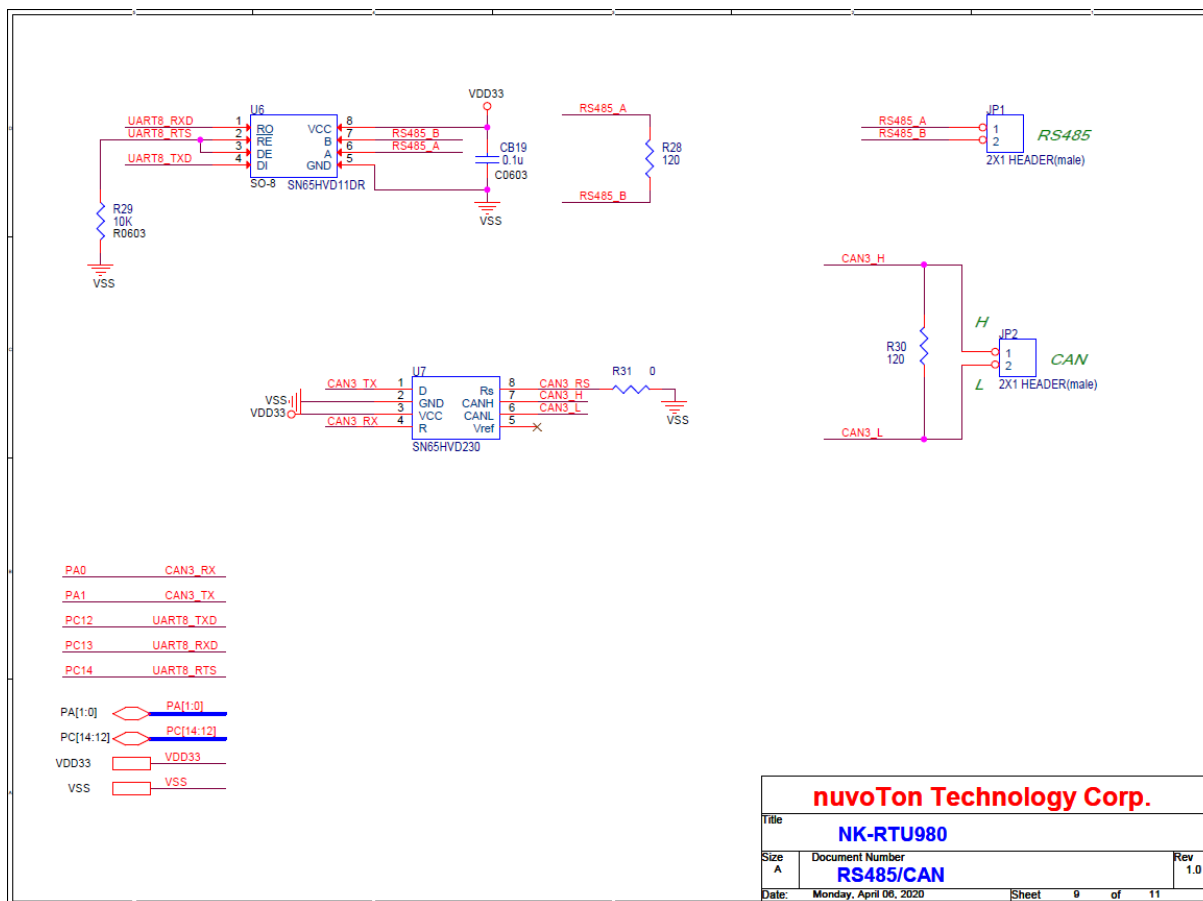 U6
UART8_RXD 1 RO VCC 8
UART8_RTS 2 RE B 7 RS485_B
3 DE A 6 RS485_A
UART8_TXD 4 DI GND 5
SO-8 SN65HVD11DR
VDD33
CB19
0.1u
C0603
VSS
R29
10K
R0603
VSS
RS485_A
R28
120
RS485_B
JP1
RS485_A 1
RS485_B 2
RS485
2X1 HEADER(male)
CAN3_H
R30
120
H
JP2
1
2
CAN
L
2X1 HEADER(male)
CAN3_L
U7
CAN3_TX 1 D Rs 8 CAN3_RS
VSS 2 GND CANH 7 CAN3_H
VDD33 3 VCC CANL 6 CAN3_L
CAN3_RX 4 R Vref 5
SN65HVD230
R31 0
VSS
PA0 CAN3_RX
PA1 CAN3_TX
PC12 UART8_TXD
PC13 UART8_RXD
PC14 UART8_RTS
PA[1:0] PA[1:0]
PC[14:12] PC[14:12]
VDD33 VDD33
VSS VSS
nuvoTon Technology Corp.
Title
NK-RTU980
Size Document Number Rev
A RS485/CAN 1.0
Date: Monday, April 06, 2020 Sheet 9 of 11